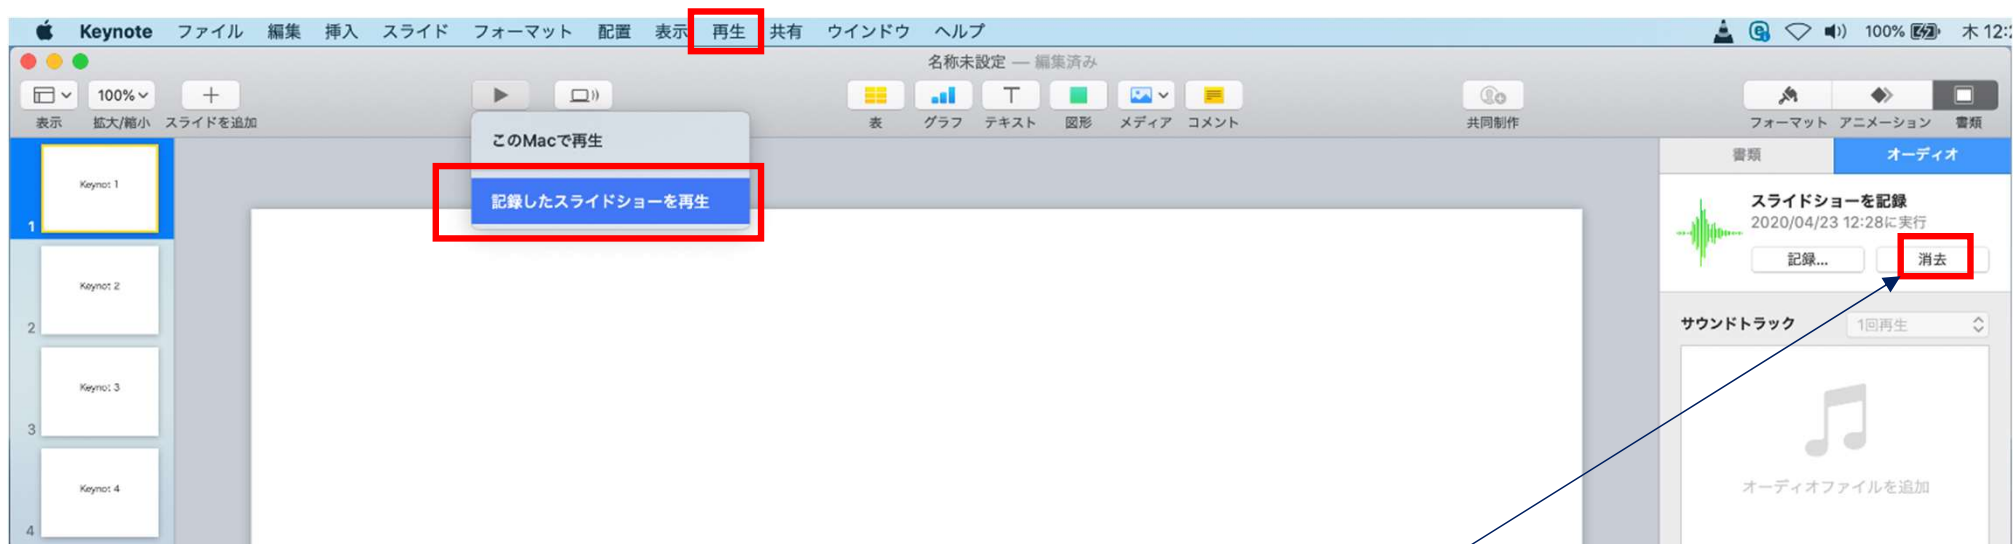 Keynote ファイル 編集 挿入 スライド フォーマット 配置 表示 再生 共有 ウインドウ ヘルプ 100% 木 12:
名称未設定 — 編集済み
100%
表示 拡大/縮小 スライドを追加 表 グラフ テキスト 図形 メディア コメント 共同制作 フォーマット アニメーション 書類
このMacで再生
記録したスライドショーを再生
書類 オーディオ
スライドショーを記録
2020/04/23 12:28に実行
記録... 消去
サウンドトラック 1回再生
オーディオファイルを追加
Keynot 1
1
Keynot 2
2
Keynot 3
3
Keynot 4
4